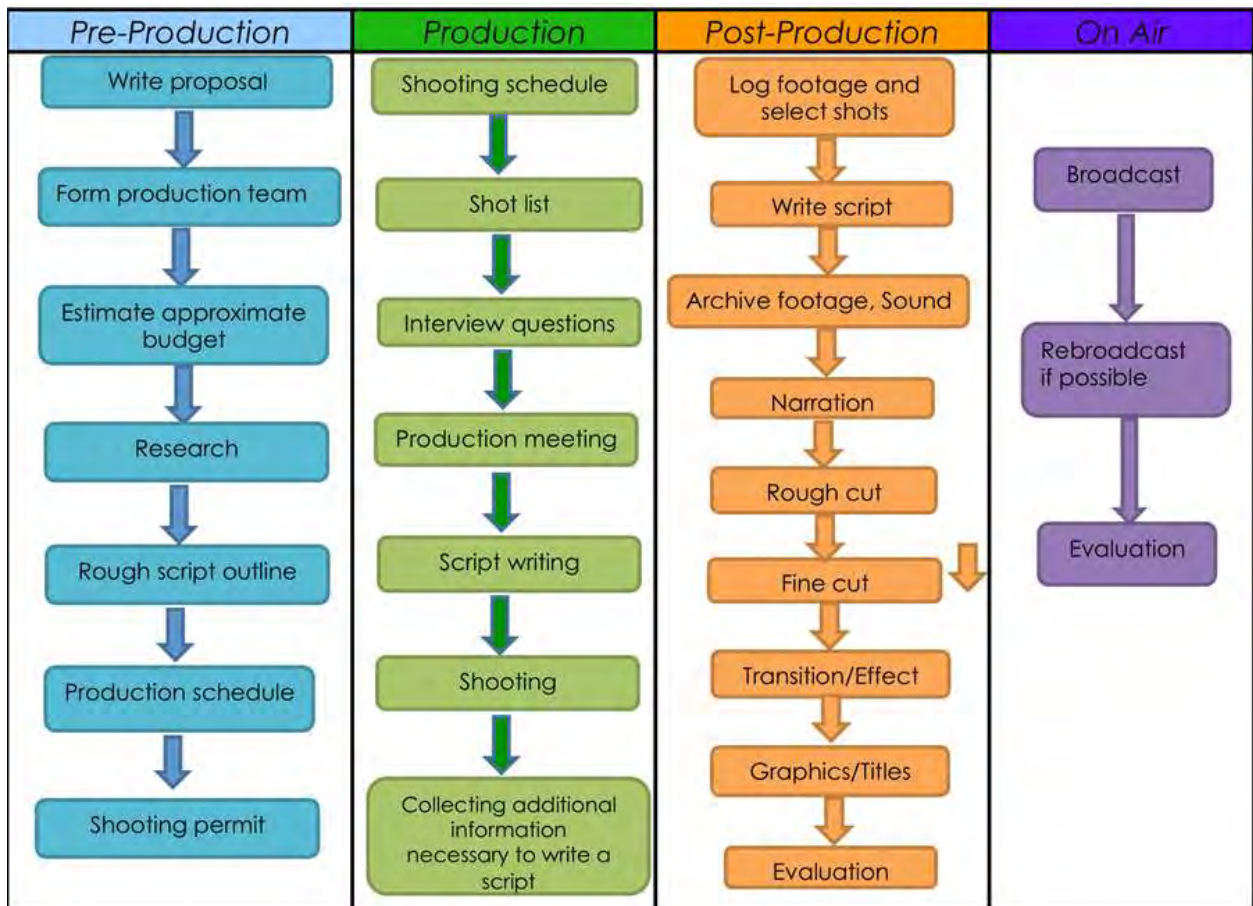 Pre-Production
Write proposal
Form production team
Estimate approximate
budget
Research
Rough script outline
Production schedule
Shooting permit
Production
Shooting schedule
Shot list
Interview questions
Production meeting
Script writing
Shooting
Collecting additional
information
necessary to write a
script
Post-Production
Log footage and
select shots
Write script
Archive footage, Sound
Narration
Rough cut
Fine cut
Transition/Effect
Graphics/Titles
Evaluation
On Air
Broadcast
Rebroadcast
if possible
Evaluation